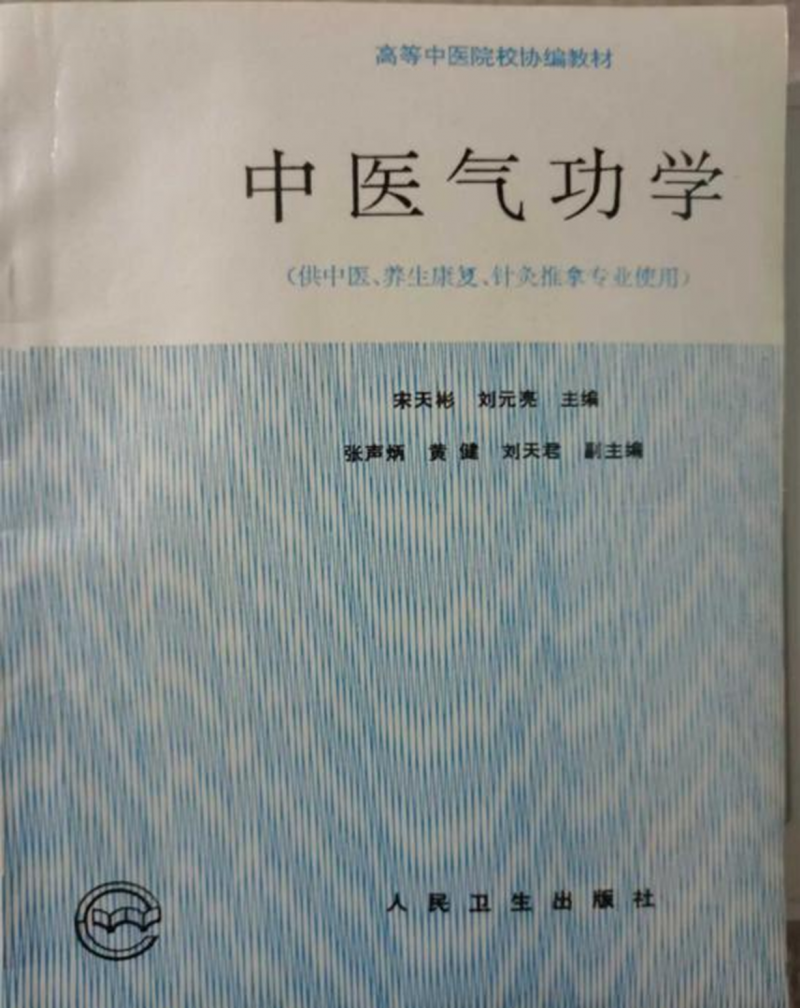 高等中医院校协编教材
中医气功学
（供中医、养生康复、针灸推拿专业使用）
宋天彬 刘元亮 主编
张声炳 黄健 刘天君 副主编
人民卫生出版社